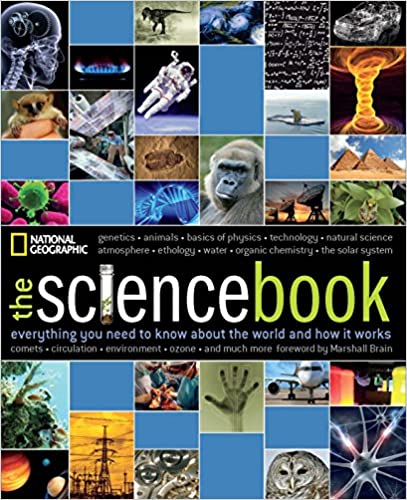 NATIONAL
GEOGRAPHIC
genetics • animals • basics of physics • technology • natural science
atmosphere • ethology • water • organic chemistry • the solar system
the sciencebook
everything you need to know about the world and how it works
comets • circulation • environment • ozone • and much more foreword by Marshall Brain